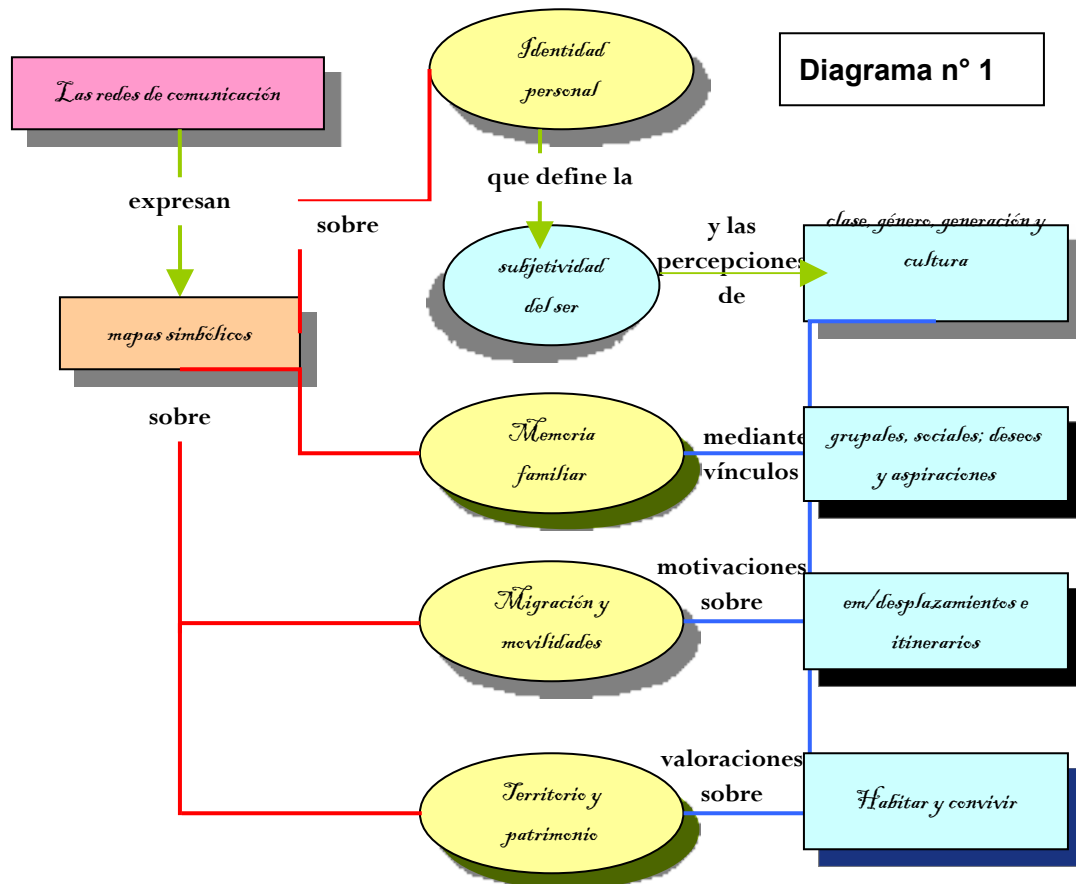 Identidad
personal
Diagrama n° 1
Las redes de comunicación
que define la
expresan
sobre
clase, género, generación y
cultura
y las
percepciones
de
subjetividad
del ser
mapas simbólicos
sobre
Memoria
familiar
mediante
vínculos
grupales, sociales; deseos
y aspiraciones
Migración y
movilidades
motivaciones
sobre
em/desplazamientos e
itinerarios
Territorio y
patrimonio
valoraciones
sobre
Habitar y convivir